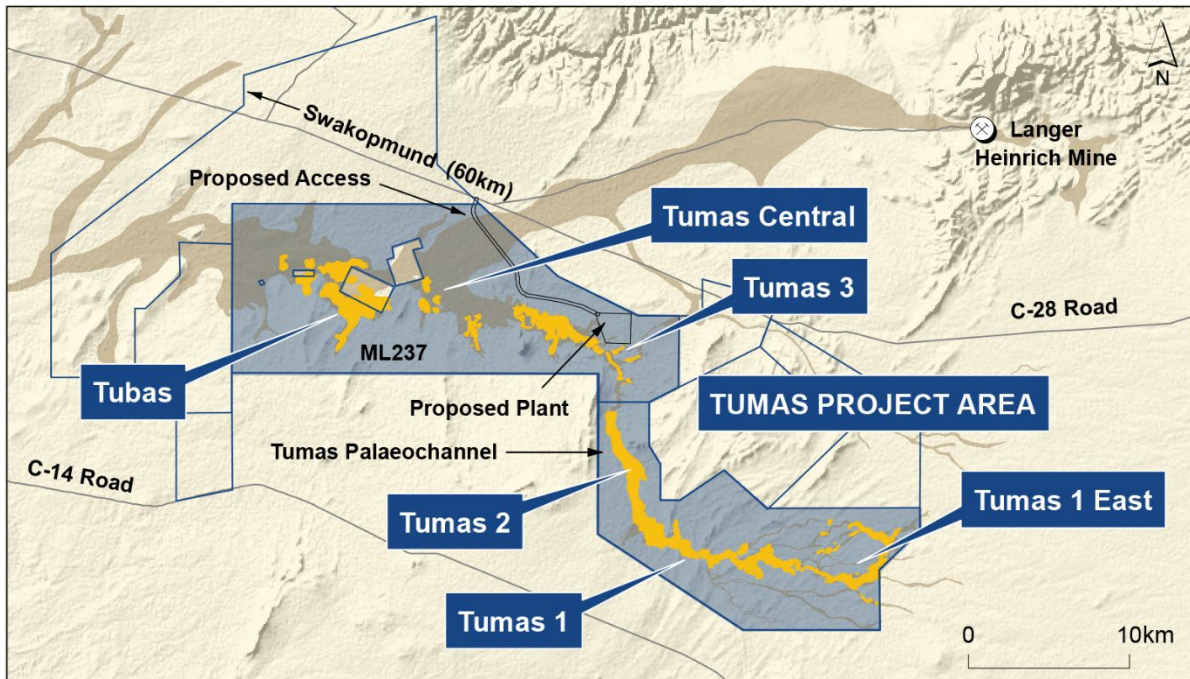 N
Langer
Heinrich Mine
Swakopmund (60km)
Proposed Access
Tumas Central
Tumas 3
C-28 Road
ML237
Tubas
Proposed Plant
TUMAS PROJECT AREA
Tumas Palaeochannel
C-14 Road
Tumas 2
Tumas 1 East
Tumas 1
0 10km